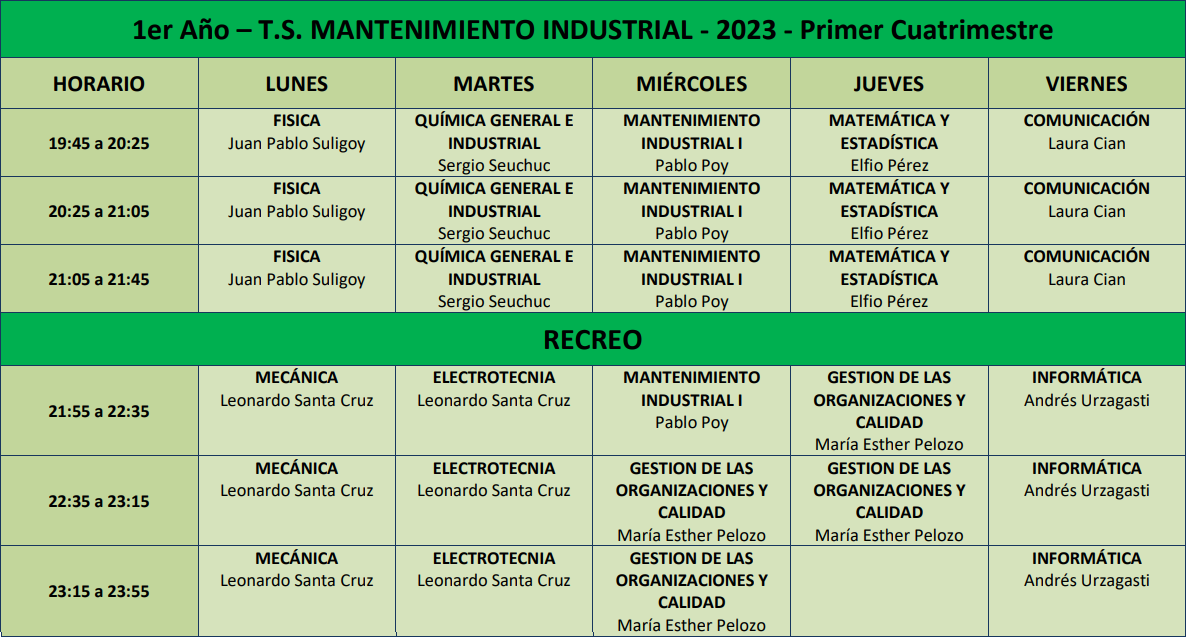 1er Año – T.S. MANTENIMIENTO INDUSTRIAL - 2023 - Primer Cuatrimestre
HORARIO LUNES MARTES MIÉRCOLES JUEVES VIERNES
19:45 a 20:25
FISICA
Juan Pablo Suligoy
QUÍMICA GENERAL E
INDUSTRIAL
Sergio Seuchuc
MANTENIMIENTO
INDUSTRIAL I
Pablo Poy
MATEMÁTICA Y
ESTADÍSTICA
Elfio Pérez
COMUNICACIÓN
Laura Cian
20:25 a 21:05
FISICA
Juan Pablo Suligoy
QUÍMICA GENERAL E
INDUSTRIAL
Sergio Seuchuc
MANTENIMIENTO
INDUSTRIAL I
Pablo Poy
MATEMÁTICA Y
ESTADÍSTICA
Elfio Pérez
COMUNICACIÓN
Laura Cian
21:05 a 21:45
FISICA
Juan Pablo Suligoy
QUÍMICA GENERAL E
INDUSTRIAL
Sergio Seuchuc
MANTENIMIENTO
INDUSTRIAL I
Pablo Poy
MATEMÁTICA Y
ESTADÍSTICA
Elfio Pérez
COMUNICACIÓN
Laura Cian
RECREO
21:55 a 22:35
MECÁNICA
Leonardo Santa Cruz
ELECTROTECNIA
Leonardo Santa Cruz
MANTENIMIENTO
INDUSTRIAL I
Pablo Poy
GESTION DE LAS
ORGANIZACIONES Y
CALIDAD
María Esther Pelozo
INFORMÁTICA
Andrés Urzagasti
22:35 a 23:15
MECÁNICA
Leonardo Santa Cruz
ELECTROTECNIA
Leonardo Santa Cruz
GESTION DE LAS
ORGANIZACIONES Y
CALIDAD
María Esther Pelozo
GESTION DE LAS
ORGANIZACIONES Y
CALIDAD
María Esther Pelozo
INFORMÁTICA
Andrés Urzagasti
23:15 a 23:55
MECÁNICA
Leonardo Santa Cruz
ELECTROTECNIA
Leonardo Santa Cruz
GESTION DE LAS
ORGANIZACIONES Y
CALIDAD
María Esther Pelozo
INFORMÁTICA
Andrés Urzagasti